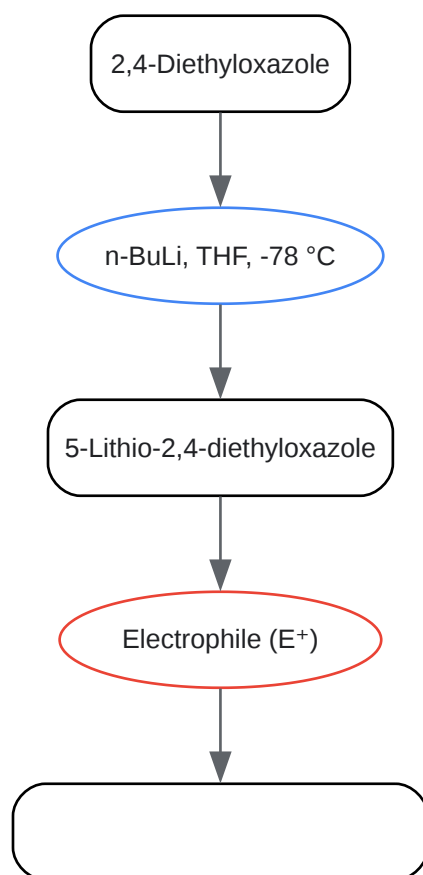 2,4-Diethyloxazole
n-BuLi, THF, -78 °C
5-Lithio-2,4-diethyloxazole
Electrophile (E⁺)